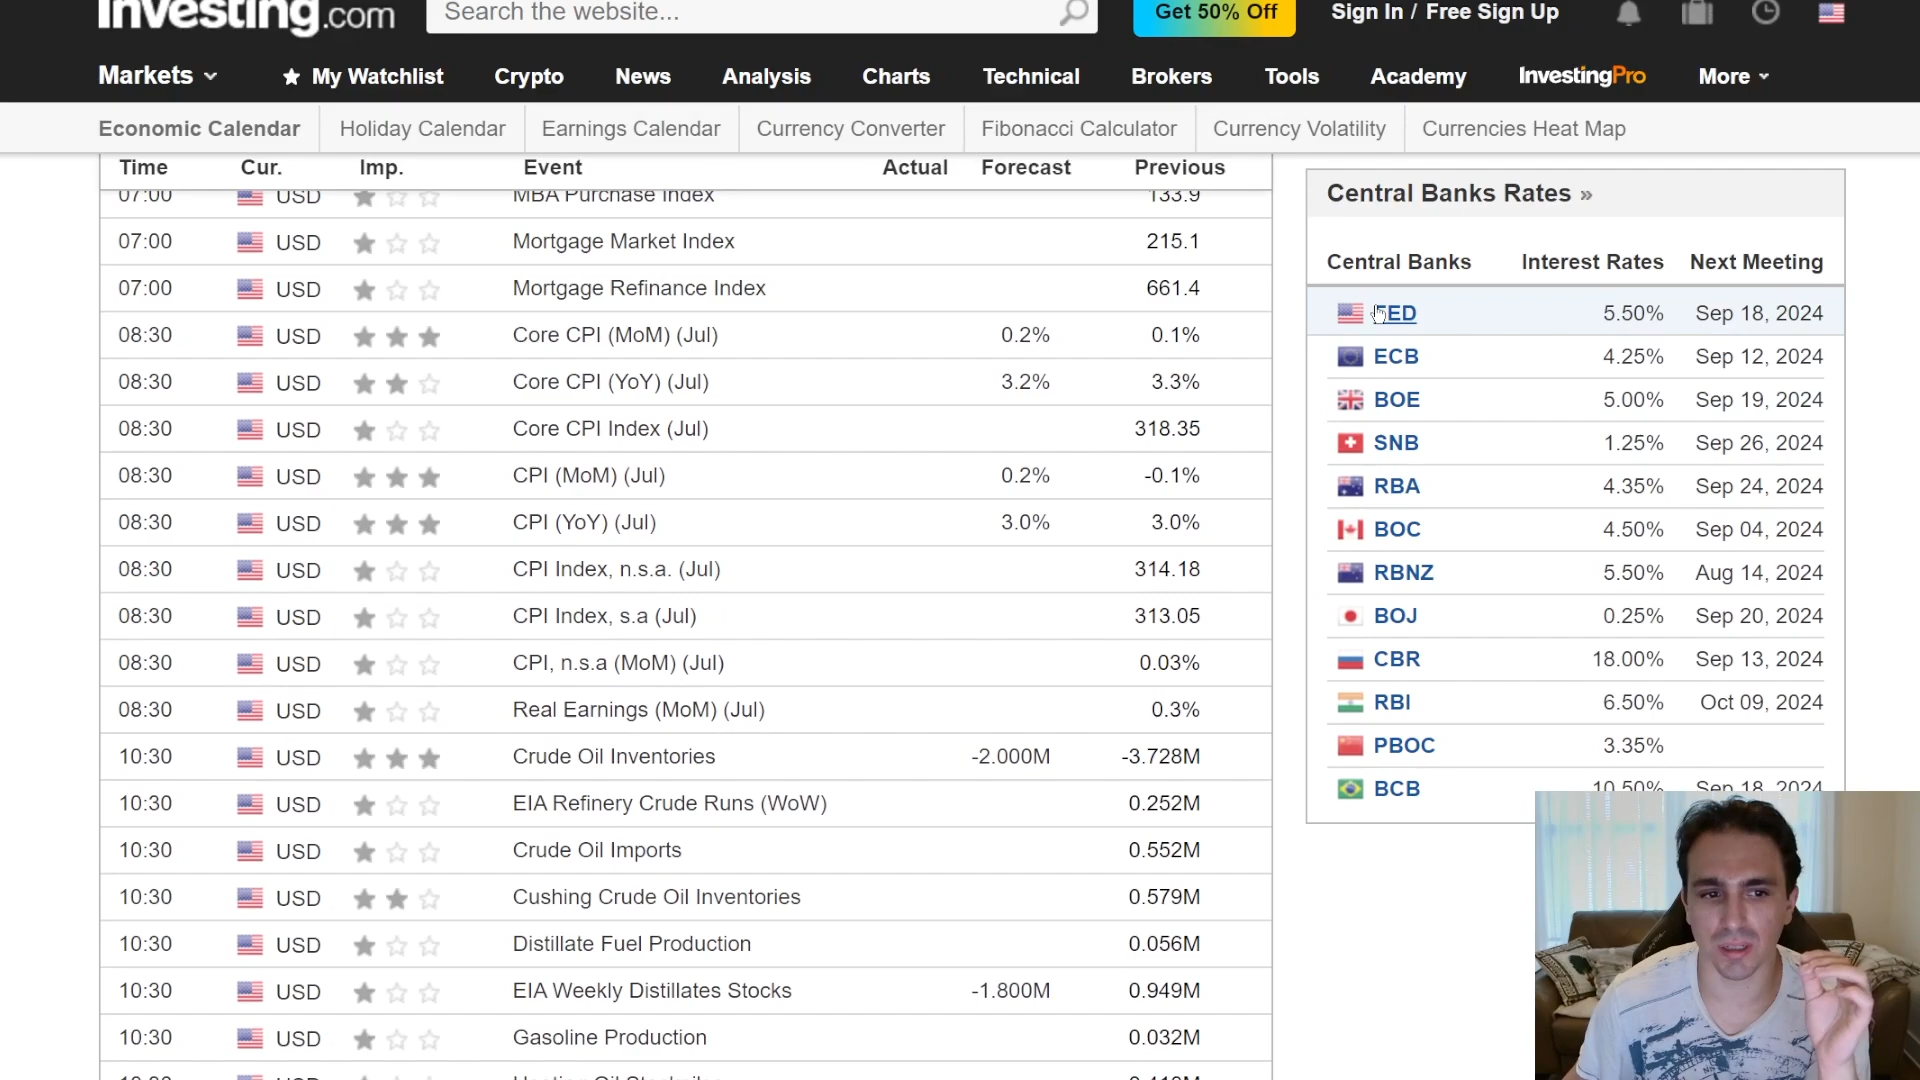 Investing.com
Search the website...
Get 50% Off
Sign In / Free Sign Up
Markets
My Watchlist
Crypto
News
Analysis
Charts
Technical
Brokers
Tools
Academy
InvestingPro
More
Economic Calendar
Holiday Calendar
Earnings Calendar
Currency Converter
Fibonacci Calculator
Currency Volatility
Currencies Heat Map
Time Cur. Imp. Event Actual Forecast Previous
07:00 USD MBA Purchase Index 133.9
07:00 USD Mortgage Market Index 215.1
07:00 USD Mortgage Refinance Index 661.4
08:30 USD Core CPI (MoM) (Jul) 0.2% 0.1%
08:30 USD Core CPI (YoY) (Jul) 3.2% 3.3%
08:30 USD Core CPI Index (Jul) 318.35
08:30 USD CPI (MoM) (Jul) 0.2% -0.1%
08:30 USD CPI (YoY) (Jul) 3.0% 3.0%
08:30 USD CPI Index, n.s.a. (Jul) 314.18
08:30 USD CPI Index, s.a (Jul) 313.05
08:30 USD CPI, n.s.a (MoM) (Jul) 0.03%
08:30 USD Real Earnings (MoM) (Jul) 0.3%
10:30 USD Crude Oil Inventories -2.000M -3.728M
10:30 USD EIA Refinery Crude Runs (WoW) 0.252M
10:30 USD Crude Oil Imports 0.552M
10:30 USD Cushing Crude Oil Inventories 0.579M
10:30 USD Distillate Fuel Production 0.056M
10:30 USD EIA Weekly Distillates Stocks -1.800M 0.949M
10:30 USD Gasoline Production 0.032M
Central Banks Rates »
Central Banks Interest Rates Next Meeting
FED 5.50% Sep 18, 2024
ECB 4.25% Sep 12, 2024
BOE 5.00% Sep 19, 2024
SNB 1.25% Sep 26, 2024
RBA 4.35% Sep 24, 2024
BOC 4.50% Sep 04, 2024
RBNZ 5.50% Aug 14, 2024
BOJ 0.25% Sep 20, 2024
CBR 18.00% Sep 13, 2024
RBI 6.50% Oct 09, 2024
PBOC 3.35%
BCB 10.50% Sep 18, 2024